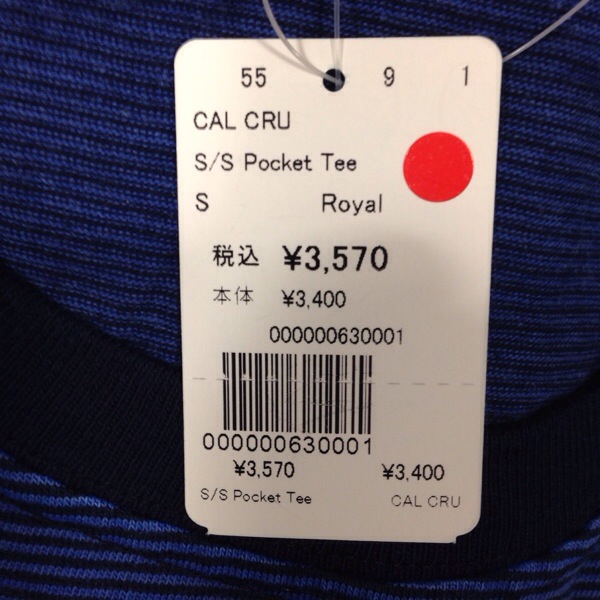 55 9 1
CAL CRU
S/S Pocket Tee
S Royal
税込 ¥3,570
本体 ¥3,400
000000630001
000000630001
¥3,570 ¥3,400
S/S Pocket Tee CAL CRU